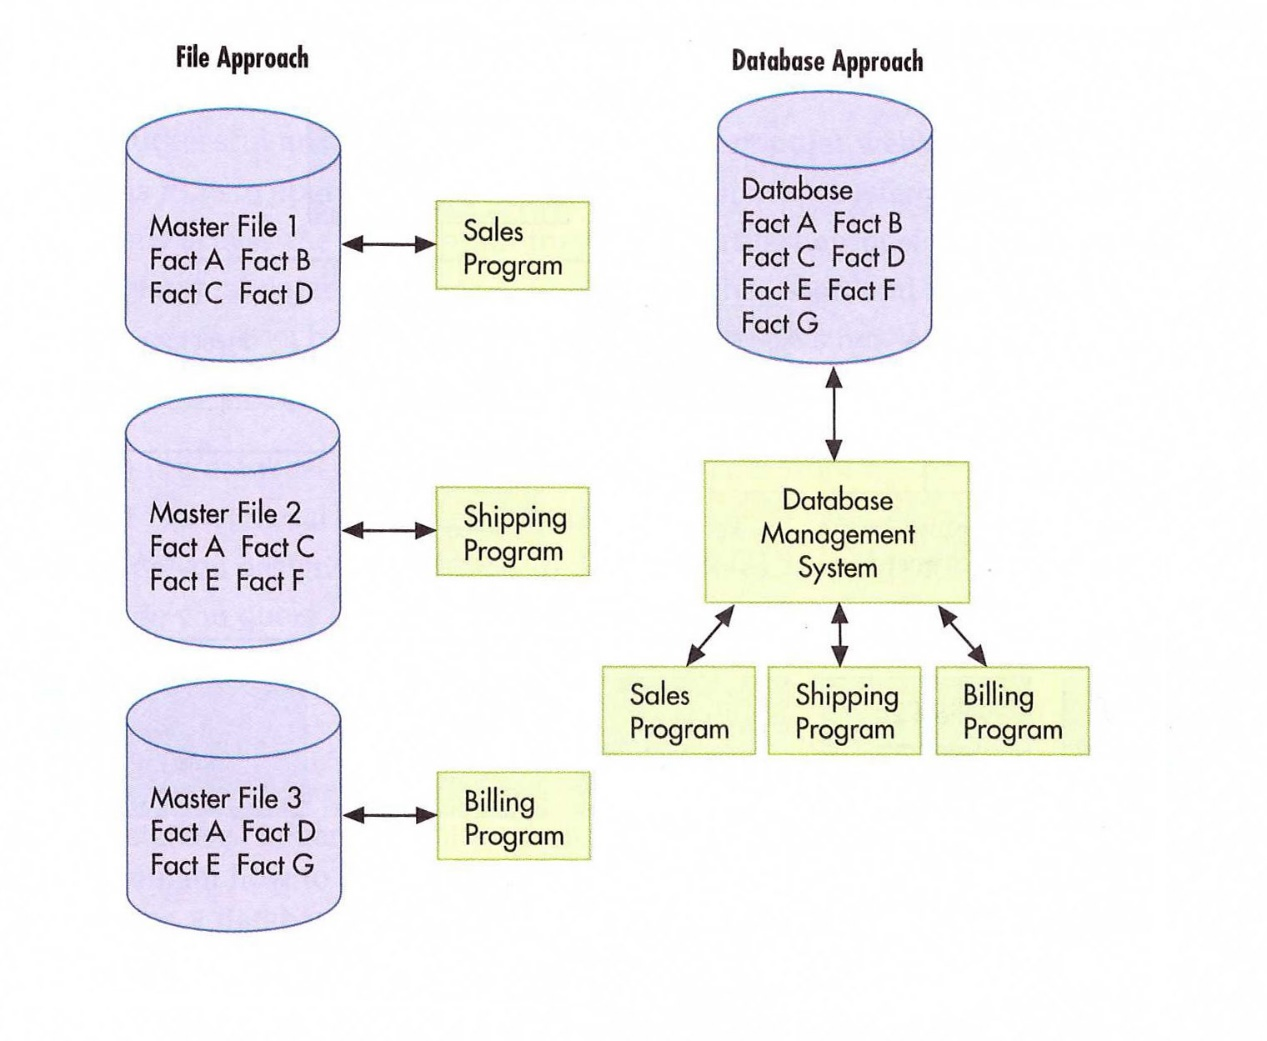 File Approach
Master File 1
Fact A Fact B
Fact C Fact D
Sales
Program
Master File 2
Fact A Fact C
Fact E Fact F
Shipping
Program
Master File 3
Fact A Fact D
Fact E Fact G
Billing
Program
Database Approach
Database
Fact A Fact B
Fact C Fact D
Fact E Fact F
Fact G
Database
Management
System
Sales
Program
Shipping
Program
Billing
Program